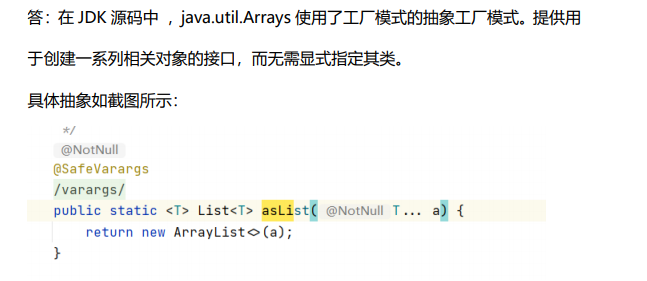 答：在 JDK 源码中 ，java.util.Arrays 使用了工厂模式的抽象工厂模式。提供用
于创建一系列相关对象的接口，而无需显式指定其类。
具体抽象如截图所示：
*/
@NotNull
@SafeVarargs
/varargs/
public static <T> List<T> asList( @NotNull T... a) {
return new ArrayList<>(a);
}